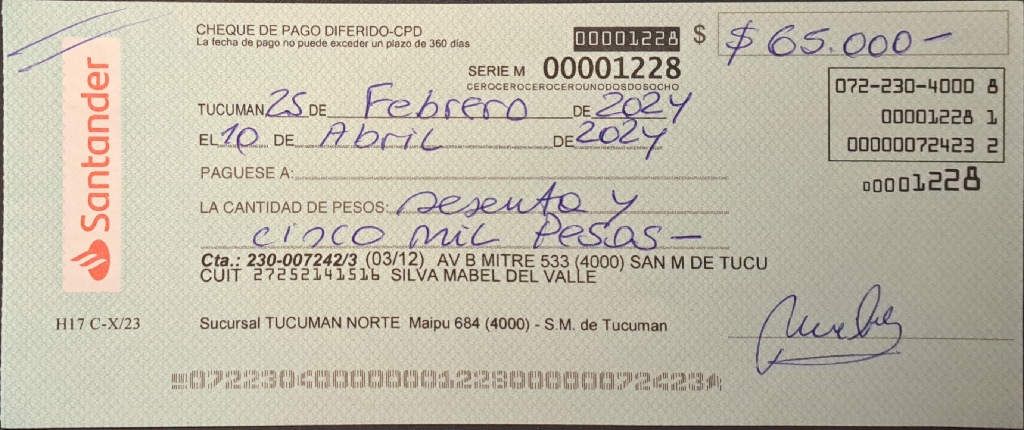 CHEQUE DE PAGO DIFERIDO-CPD
La fecha de pago no puede exceder un plazo de 360 días
00001228 $ $ 65.000-
SERIE M 00001228
CEROCEROCEROCEROUNODOSDOSOCHO
TUCUMAN 25 DE Febrero DE 2024
EL 10 DE Abril DE 2024
072-230-4000 8
00001228 1
00000072423 2
00001228
PAGUESE A:
LA CANTIDAD DE PESOS: sesenta y
cinco mil Pesos-
Santander
Cta.: 230-007242/3 (03/12) AV B MITRE 533 (4000) SAN M DE TUCU
CUIT 27252141516 SILVA MABEL DEL VALLE
H17 C-X/23
Sucursal TUCUMAN NORTE Maipu 684 (4000) - S.M. de Tucuman